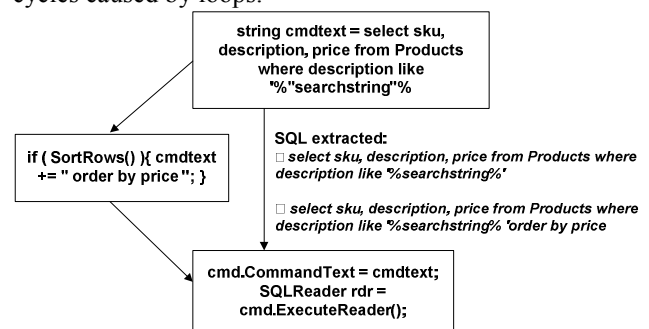 cycles caused by loops.
string cmdtext = select sku,
description, price from Products
where description like
'%"searchstring"%
if ( SortRows() ){ cmdtext
+= " order by price "; }
SQL extracted:
□ select sku, description, price from Products where
description like '%searchstring%'
□ select sku, description, price from Products where
description like '%searchstring% 'order by price
cmd.CommandText = cmdtext;
SQLReader rdr =
cmd.ExecuteReader();